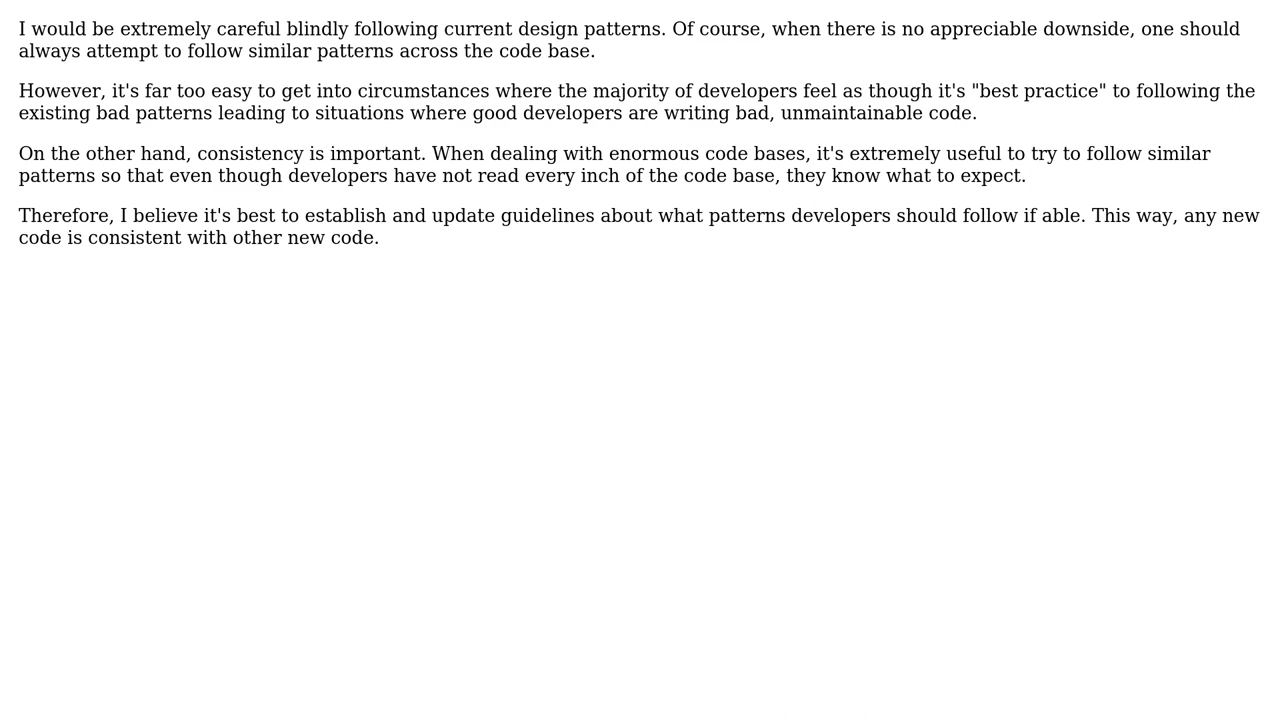 I would be extremely careful blindly following current design patterns. Of course, when there is no appreciable downside, one should
always attempt to follow similar patterns across the code base.
However, it's far too easy to get into circumstances where the majority of developers feel as though it's "best practice" to following the
existing bad patterns leading to situations where good developers are writing bad, unmaintainable code.
On the other hand, consistency is important. When dealing with enormous code bases, it's extremely useful to try to follow similar
patterns so that even though developers have not read every inch of the code base, they know what to expect.
Therefore, I believe it's best to establish and update guidelines about what patterns developers should follow if able. This way, any new
code is consistent with other new code.